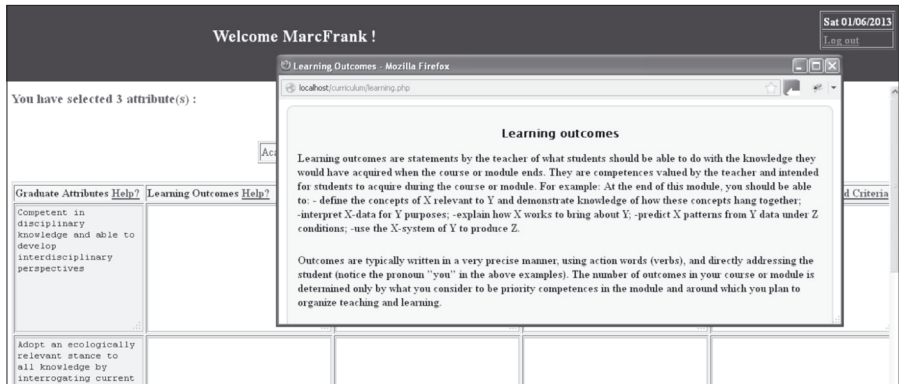 Welcome MarcFrank !
Sat 01/06/2013
Log out
You have selected 3 attribute(s) :
Learning Outcomes - Mozilla Firefox
localhost/curriculum/learning.php
Learning outcomes
Learning outcomes are statements by the teacher of what students should be able to do with the knowledge they
would have acquired when the course or module ends. They are competences valued by the teacher and intended
for students to acquire during the course or module. For example: At the end of this module, you should be able
to: - define the concepts of X relevant to Y and demonstrate knowledge of how these concepts hang together;
-interpret X-data for Y purposes; -explain how X works to bring about Y; -predict X patterns from Y data under Z
conditions; -use the X-system of Y to produce Z.
Outcomes are typically written in a very precise manner, using action words (verbs), and directly addressing the
student (notice the pronoun "you" in the above examples). The number of outcomes in your course or module is
determined only by what you consider to be priority competences in the module and around which you plan to
organize teaching and learning.
Graduate Attributes Help? Learning Outcomes Help?
Criteria
Competent in
disciplinary
knowledge and able to
develop
interdisciplinary
perspectives
Adopt an ecologically
relevant stance to
all knowledge by
interrogating current